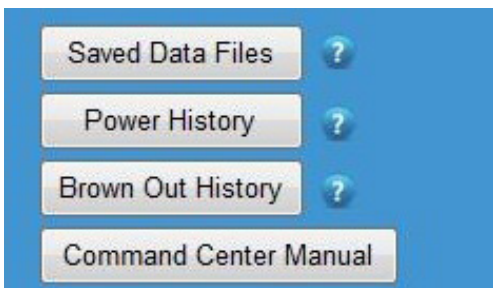 Saved Data Files ?
Power History ?
Brown Out History ?
Command Center Manual